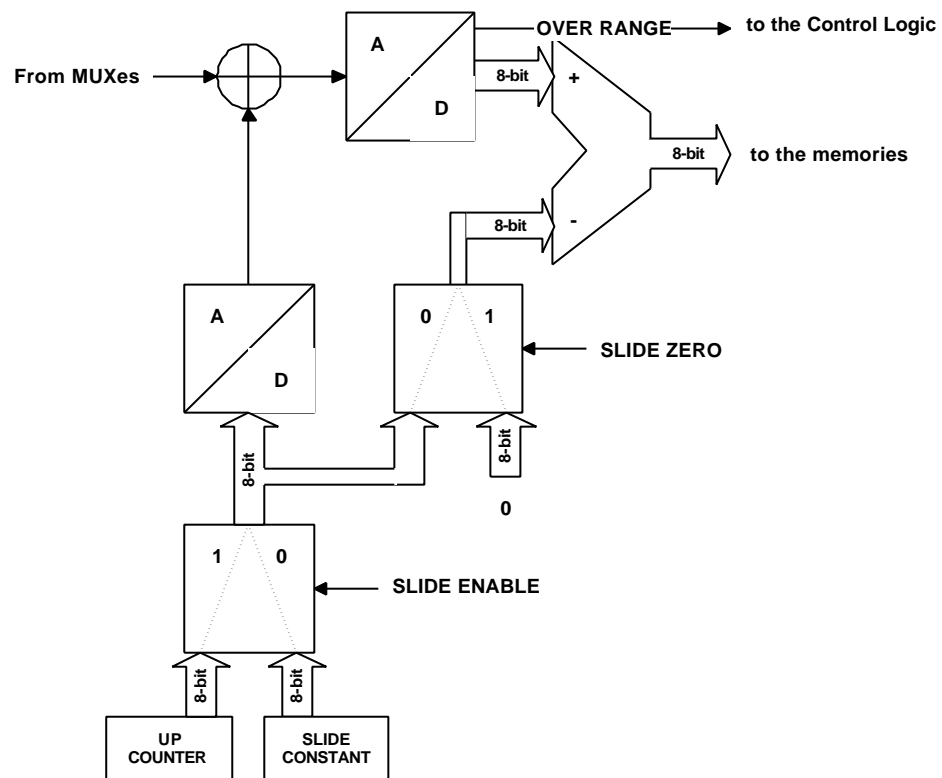 OVER RANGE
to the Control Logic
A
D
From MUXes
8-bit
+
8-bit
to the memories
8-bit
-
A
D
0
1
SLIDE ZERO
8-bit
8-bit
0
1
0
SLIDE ENABLE
8-bit
8-bit
UP
COUNTER
SLIDE
CONSTANT